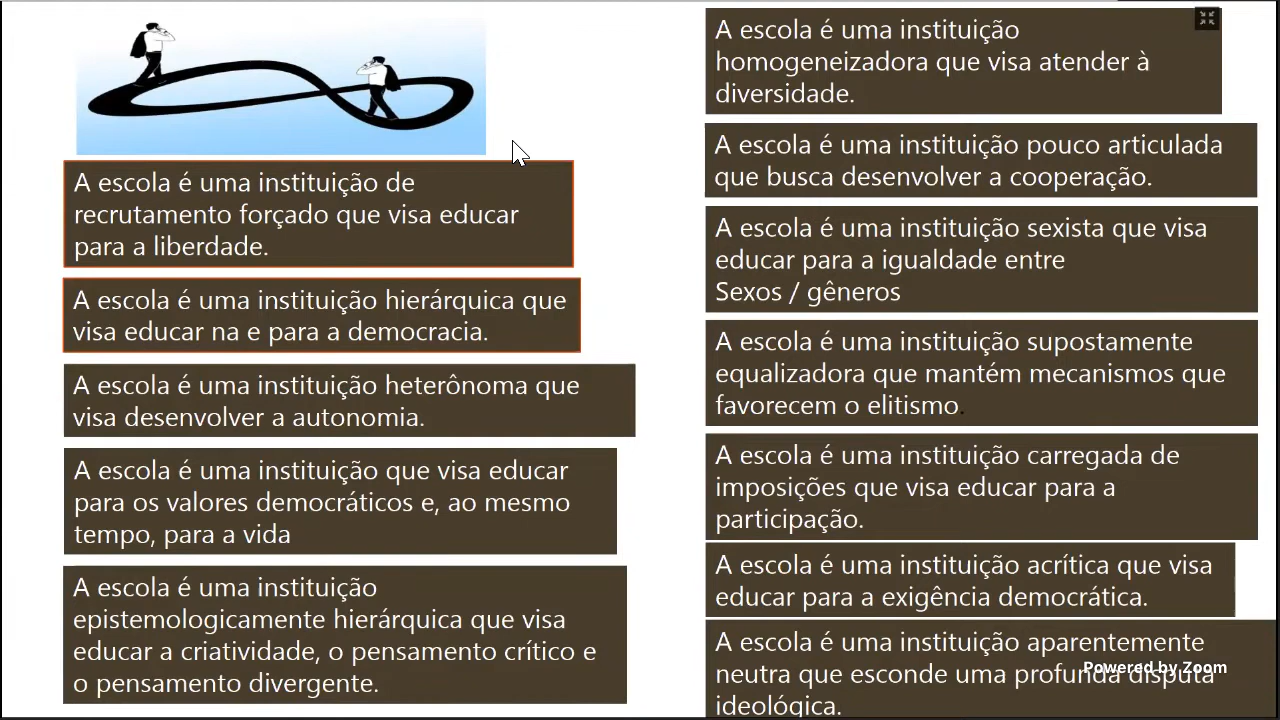 A escola é uma instituição de
recrutamento forçado que visa educar
para a liberdade.
A escola é uma instituição hierárquica que
visa educar na e para a democracia.
A escola é uma instituição heterônoma que
visa desenvolver a autonomia.
A escola é uma instituição que visa educar
para os valores democráticos e, ao mesmo
tempo, para a vida
A escola é uma instituição
epistemologicamente hierárquica que visa
educar a criatividade, o pensamento crítico e
o pensamento divergente.
A escola é uma instituição
homogeneizadora que visa atender à
diversidade.
A escola é uma instituição pouco articulada
que busca desenvolver a cooperação.
A escola é uma instituição sexista que visa
educar para a igualdade entre
Sexos / gêneros
A escola é uma instituição supostamente
equalizadora que mantém mecanismos que
favorecem o elitismo.
A escola é uma instituição carregada de
imposições que visa educar para a
participação.
A escola é uma instituição acrítica que visa
educar para a exigência democrática.
A escola é uma instituição aparentemente
neutra que esconde uma profunda disputa
ideológica.
Powered by Zoom